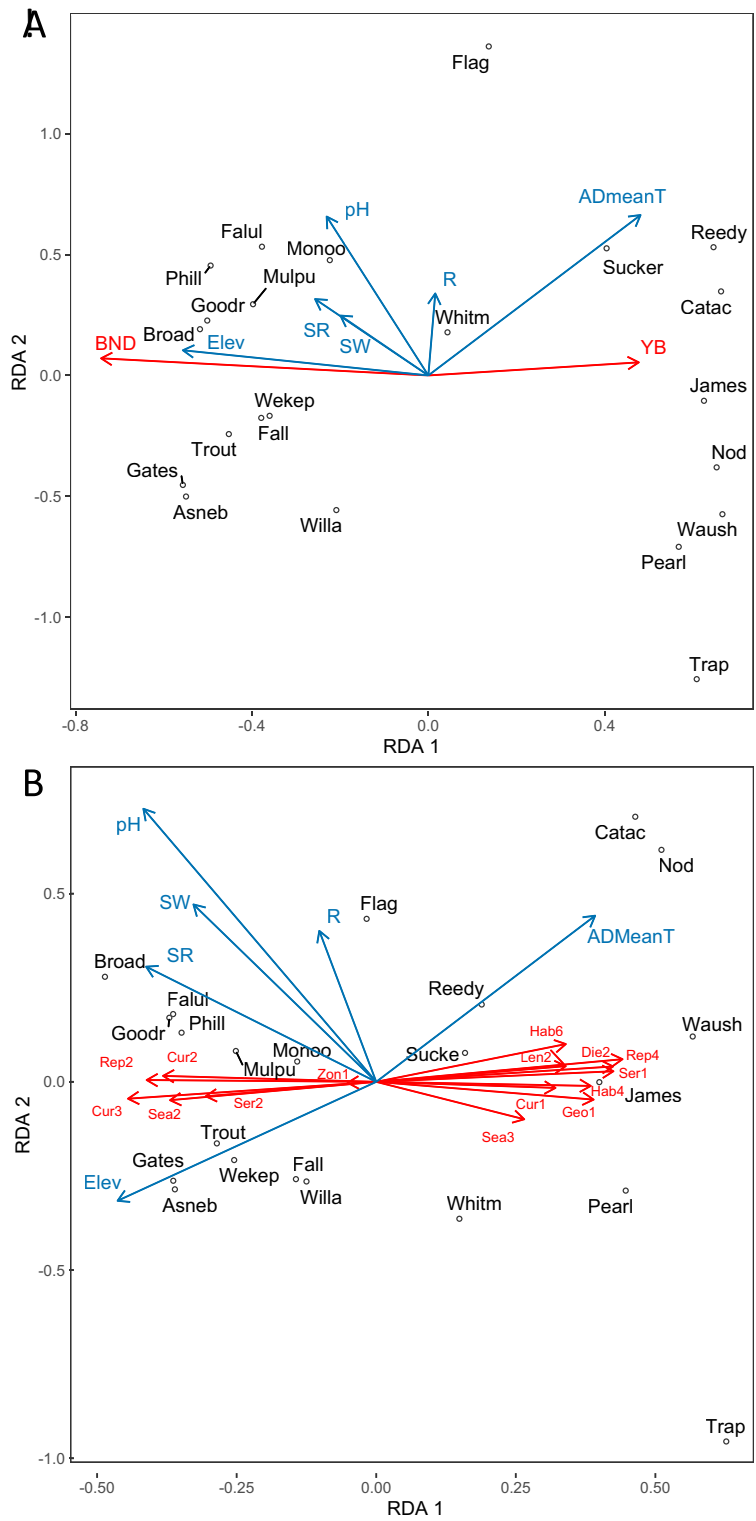 A
Flag
1.0
ADmeanT
pH
Reedy
Falul
Monoo
Sucker
0.5
Phill
Mulpu
R
Catac
Goodr
Whitm
Broad
SR
BND
Elev
SW
YB
RDA 2
0.0
James
Wekep
Fall
Trout
Nod
Gates
Asneb
Willa
Waush
-0.5
Pearl
-1.0
Trap
-0.8
-0.4
0.0
0.4
RDA 1
B
pH
Catac
Nod
SW
R
Flag
0.5
ADMeanT
SR
Broad
Reedy
Falul
Goodr
Phill
Waush
Hab6
Rep2
Cur2
Mulpu
Monoo
Sucke
Len2
Die2
Rep4
Zon1
Ser1
RDA 2
0.0
Cur3
Sea2
Ser2
Cur1
Hab4
James
Geo1
Sea3
Trout
Gates
Wekep
Fall
Elev
Asneb
Willa
Whitm
Pearl
-0.5
Trap
-1.0
-0.50
-0.25
0.00
0.25
0.50
RDA 1